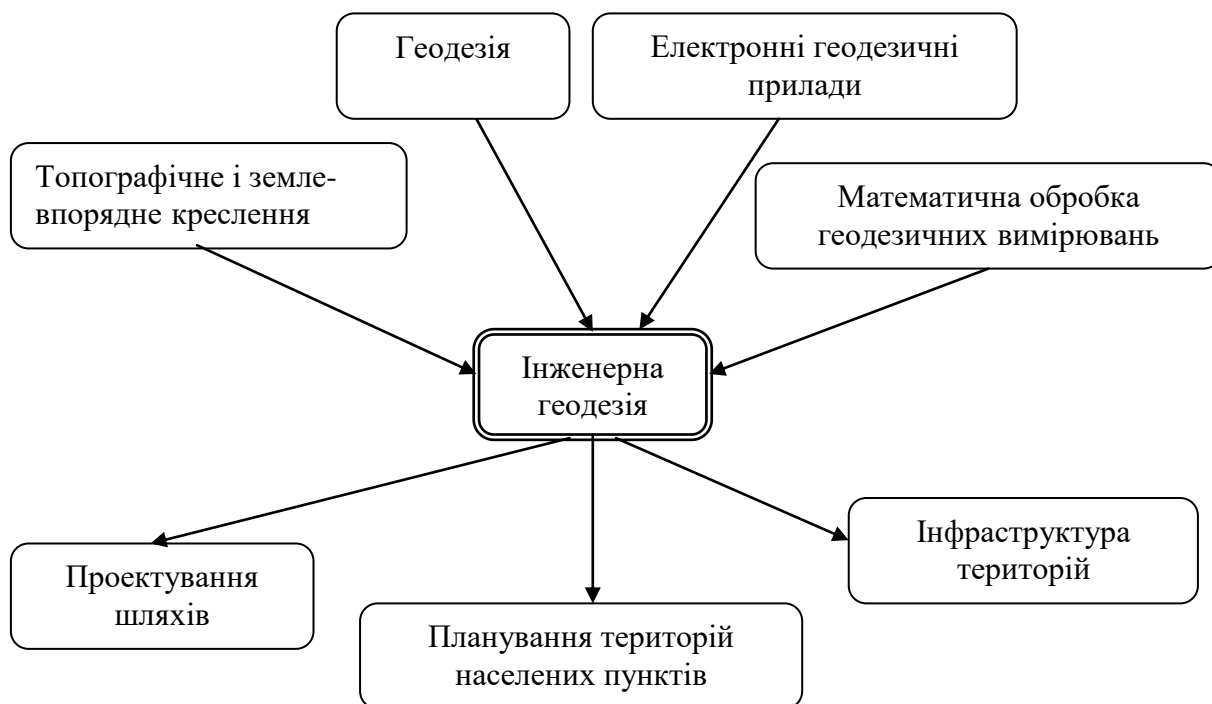 Геодезія
Електронні геодезичні
прилади
Топографічне і земле-
впорядне креслення
Математична обробка
геодезичних вимірювань
Інженерна
геодезія
Проектування
шляхів
Планування територій
населених пунктів
Інфраструктура
територій